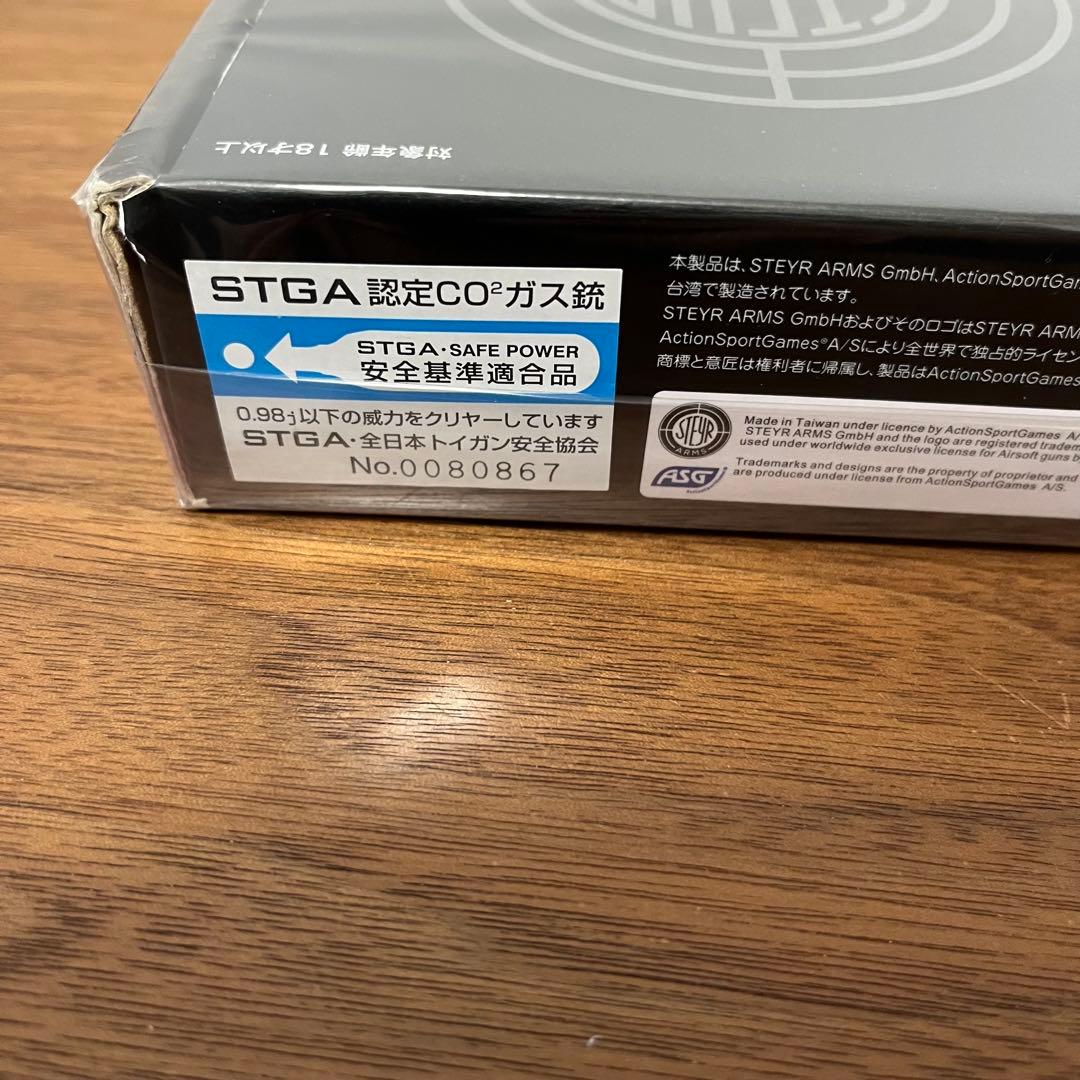 STEYR
対象年齢 18才以上
STGA 認定CO²ガス銃
STGA・SAFE POWER
安全基準適合品
0.98j以下の威力をクリヤーしています
STGA・全日本トイガン安全協会
No.0080867
本製品は、STEYR ARMS GmbH、ActionSportGam
台湾で製造されています。
STEYR ARMS GmbHおよびそのロゴはSTEYR ARM
ActionSportGames®A/Sにより全世界で独占的ライセン
商標と意匠は権利者に帰属し、製品はActionSportGames
STEYR
ARMS
ASG
Made in Taiwan under licence by ActionSportGames A/
STEYR ARMS GmbH and the logo are registered tradem
used under worldwide exclusive license for Airsoft guns b
Trademarks and designs are the property of proprietor and
are produced under license from ActionSportGames A/S.